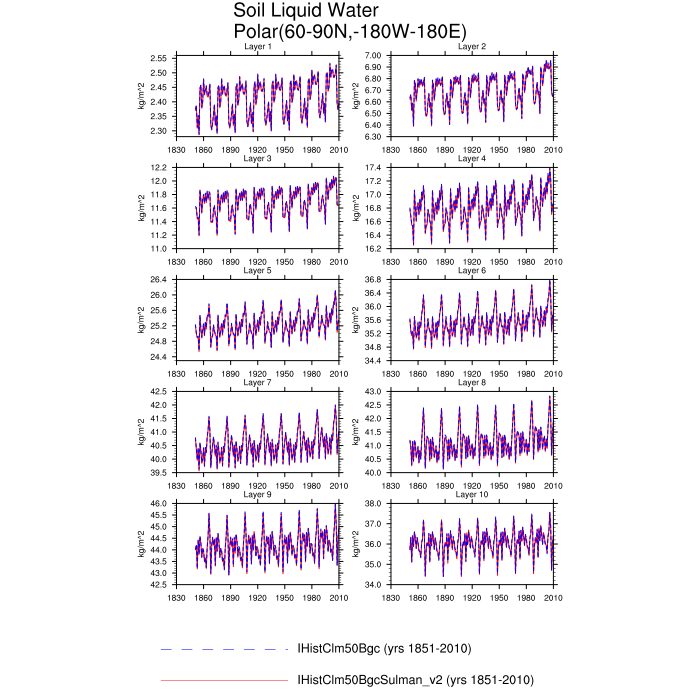 Soil Liquid Water
Polar(60-90N,-180W-180E)
Layer 1
Layer 2
kg/m^2
2.55
2.50
2.45
2.40
2.35
2.30
1830 1860 1890 1920 1950 1980 2010
kg/m^2
7.00
6.90
6.80
6.70
6.60
6.50
6.40
6.30
1830 1860 1890 1920 1950 1980 2010
Layer 3
Layer 4
kg/m^2
12.2
12.0
11.8
11.6
11.4
11.2
11.0
1830 1860 1890 1920 1950 1980 2010
kg/m^2
17.4
17.2
17.0
16.8
16.6
16.4
16.2
1830 1860 1890 1920 1950 1980 2010
Layer 5
Layer 6
kg/m^2
26.4
26.0
25.6
25.2
24.8
24.4
1830 1860 1890 1920 1950 1980 2010
kg/m^2
36.8
36.4
36.0
35.6
35.2
34.8
34.4
1830 1860 1890 1920 1950 1980 2010
Layer 7
Layer 8
kg/m^2
42.5
42.0
41.5
41.0
40.5
40.0
39.5
1830 1860 1890 1920 1950 1980 2010
kg/m^2
43.0
42.5
42.0
41.5
41.0
40.5
40.0
1830 1860 1890 1920 1950 1980 2010
Layer 9
Layer 10
kg/m^2
46.0
45.5
45.0
44.5
44.0
43.5
43.0
42.5
1830 1860 1890 1920 1950 1980 2010
kg/m^2
38.0
37.0
36.0
35.0
34.0
1830 1860 1890 1920 1950 1980 2010
IHistClm50Bgc (yrs 1851-2010)
IHistClm50BgcSulman_v2 (yrs 1851-2010)